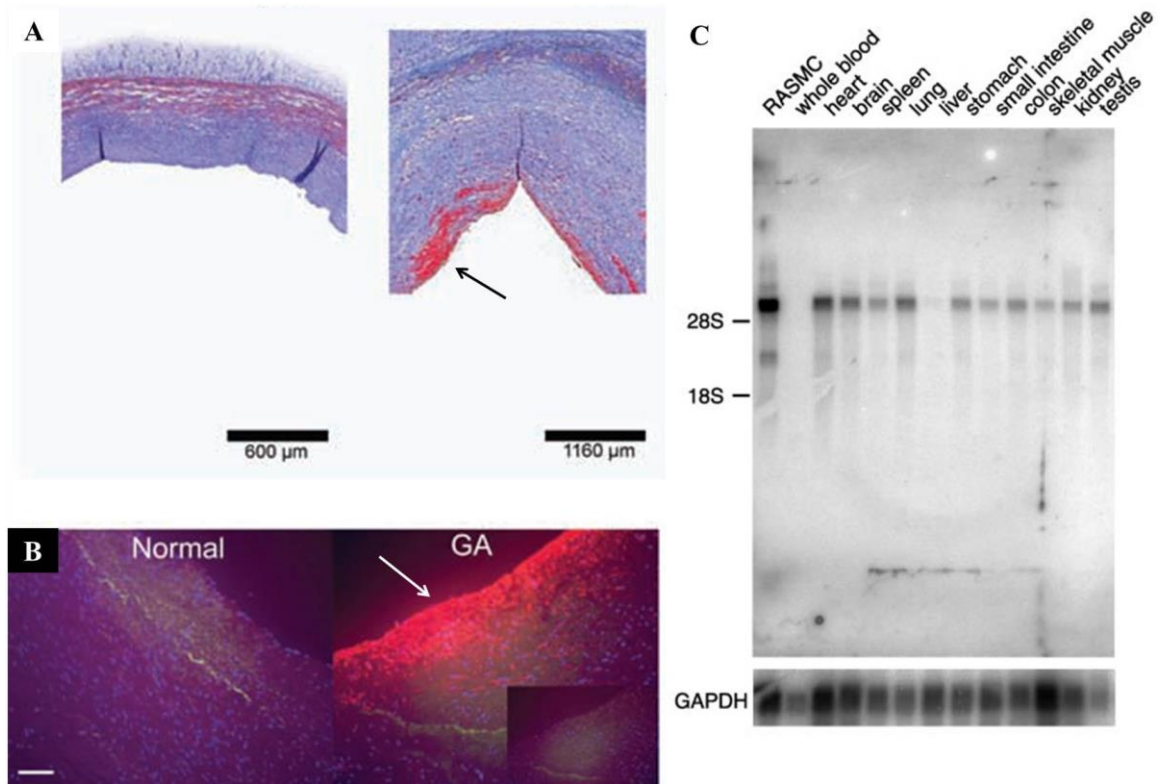 A
600 µm
1160 µm
B
Normal
GA
C
RASMC
whole blood
heart
brain
spleen
lung
liver
stomach
small intestine
colon
skeletal muscle
kidney
testis
28S
18S
GAPDH